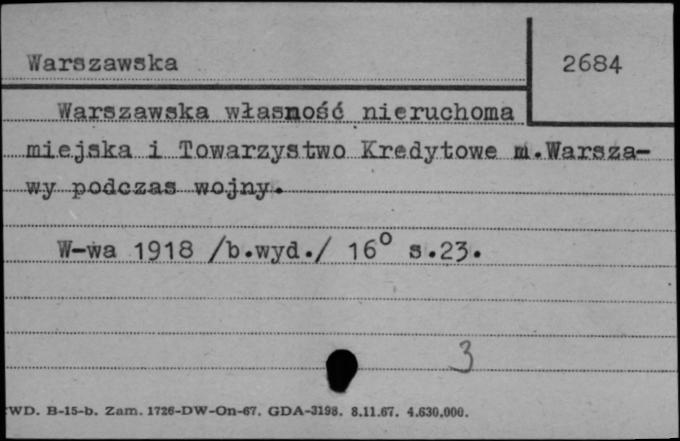 Warszawska 2684
Warszawska własność nieruchoma
miejska i Towarzystwo Kredytowe m.Warsza-
wy podczas wojny.
W-wa 1918 /b.wyd./ 16° s.23.
3
WD. B-15-b. Zam. 1726-DW-On-67. GDA-3198. 8.11.67. 4.630.000.